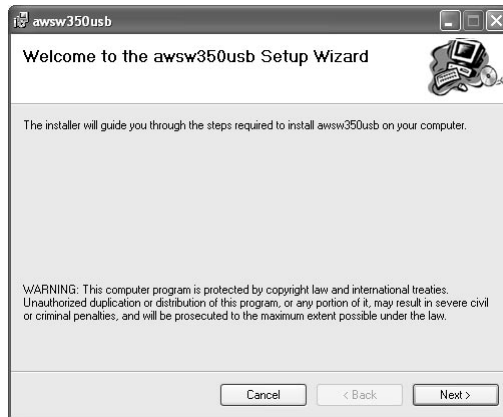 awsw350usb
Welcome to the awsw350usb Setup Wizard
The installer will guide you through the steps required to install awsw350usb on your computer.
WARNING: This computer program is protected by copyright law and international treaties.
Unauthorized duplication or distribution of this program, or any portion of it, may result in severe civil
or criminal penalties, and will be prosecuted to the maximum extent possible under the law.
Cancel
< Back
Next >